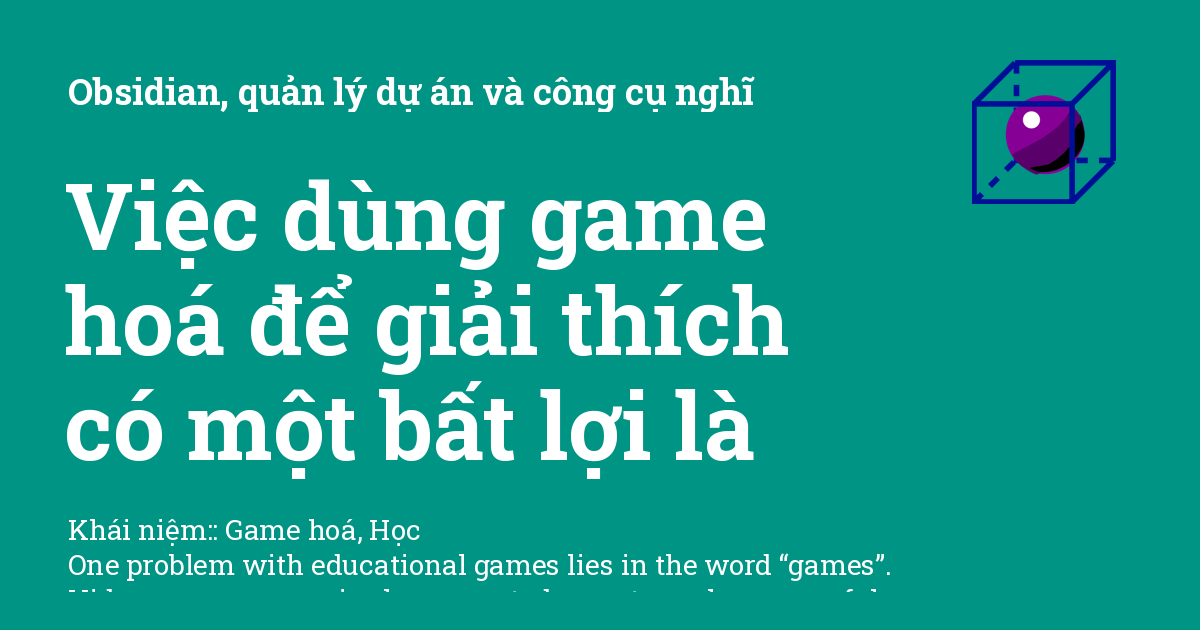 Obsidian, quản lý dự án và công cụ nghĩ
Việc dùng game
hoá để giải thích
có một bất lợi là
Khái niệm:: Game hoá, Học
One problem with educational games lies in the word “games”.